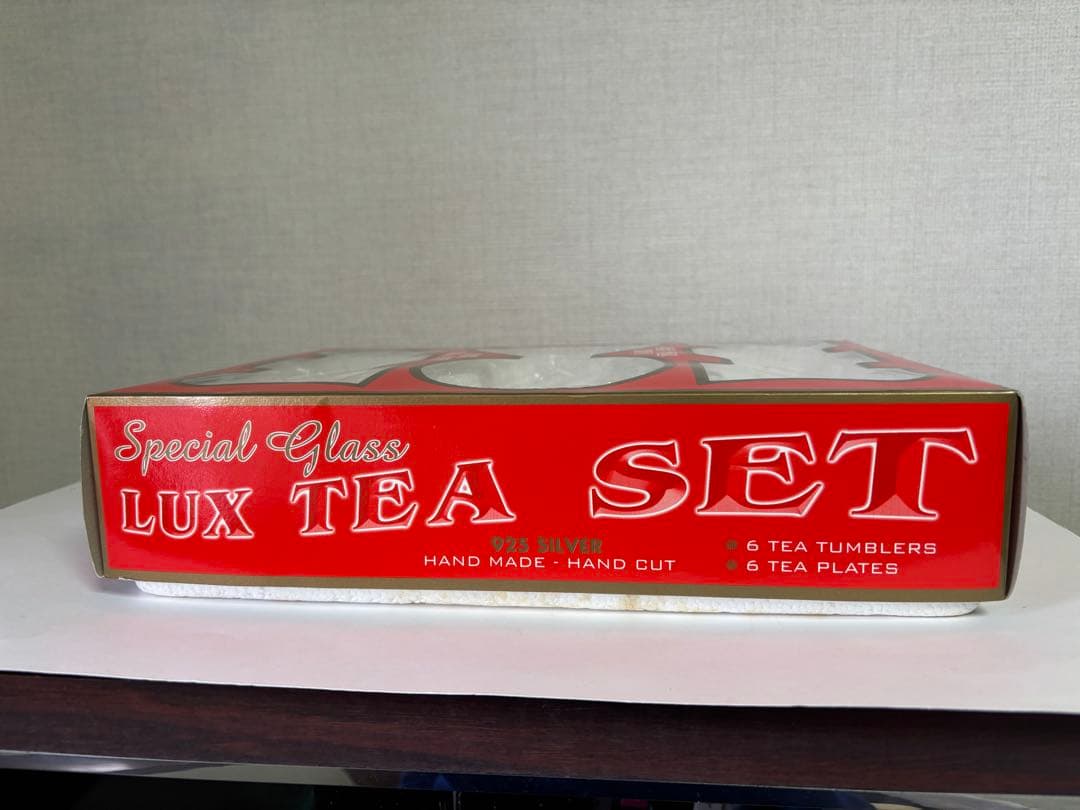 Special Glass
LUX TEA SET
925 SILVER
HAND MADE - HAND CUT
6 TEA TUMBLERS
6 TEA PLATES